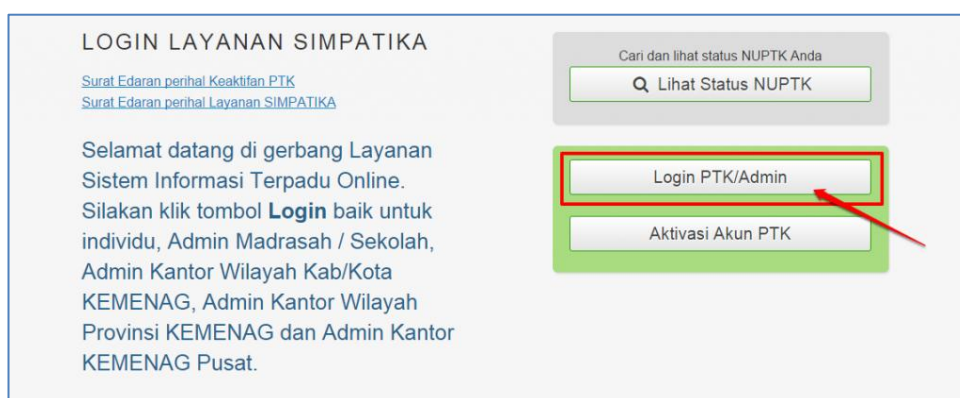 LOGIN LAYANAN SIMPATIKA
Surat Edaran perihal Keaktifan PTK
Surat Edaran perihal Layanan SIMPATIKA
Selamat datang di gerbang Layanan
Sistem Informasi Terpadu Online.
Silakan klik tombol Login baik untuk
individu, Admin Madrasah / Sekolah,
Admin Kantor Wilayah Kab/Kota
KEMENAG, Admin Kantor Wilayah
Provinsi KEMENAG dan Admin Kantor
KEMENAG Pusat.
Cari dan lihat status NUPTK Anda
Lihat Status NUPTK
Login PTK/Admin
Aktivasi Akun PTK